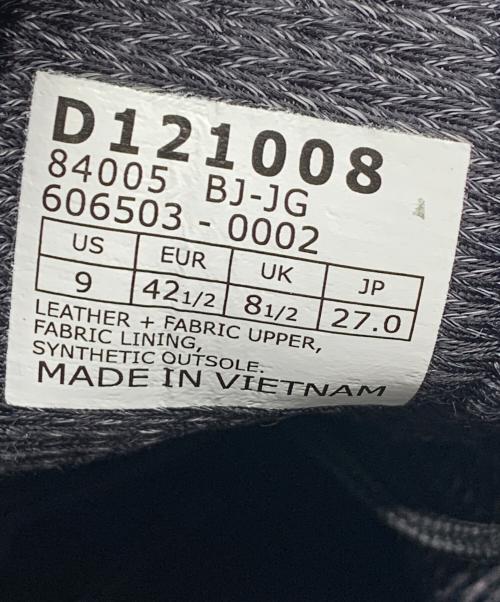 D121008
84005 BJ-JG
606503 - 0002
US EUR UK JP
9 42 1/2 8 1/2 27.0
LEATHER + FABRIC UPPER,
FABRIC LINING,
SYNTHETIC OUTSOLE.
MADE IN VIETNAM